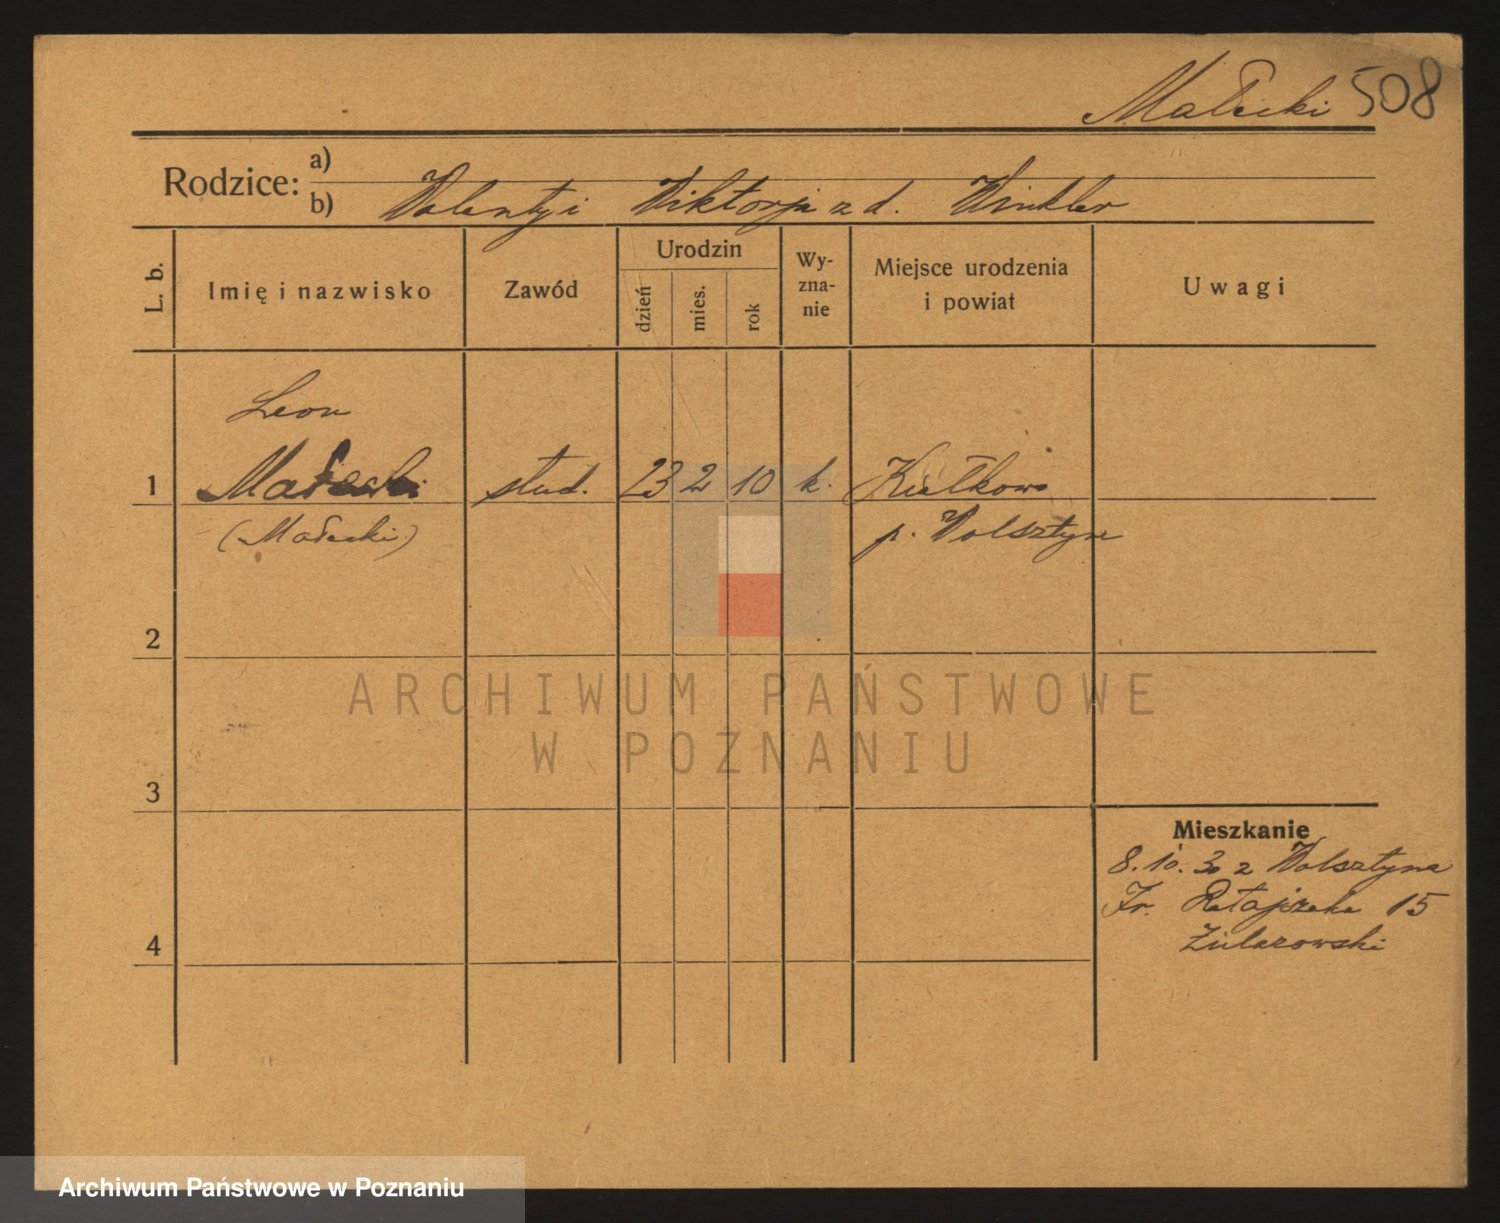 Małecki 508
Rodzice: a)
b) Walenty i Wiktorja z d. Winkler
L. b.
Imię i nazwisko
Zawód
Urodzin
dzień
mies.
rok
Wy-
zna-
nie
Miejsce urodzenia
i powiat
Uwagi
Leon
1 Małecki stud. 23 2 10 k. Kiełkowo
(Małecki) p. Wolsztyn
2
3
4
Mieszkanie
8.10.30 z Wolsztyna
Fr. Ratajczaka 15
ARCHIWUM PAŃSTWOWE
W POZNANIU
Archiwum Państwowe w Poznaniu